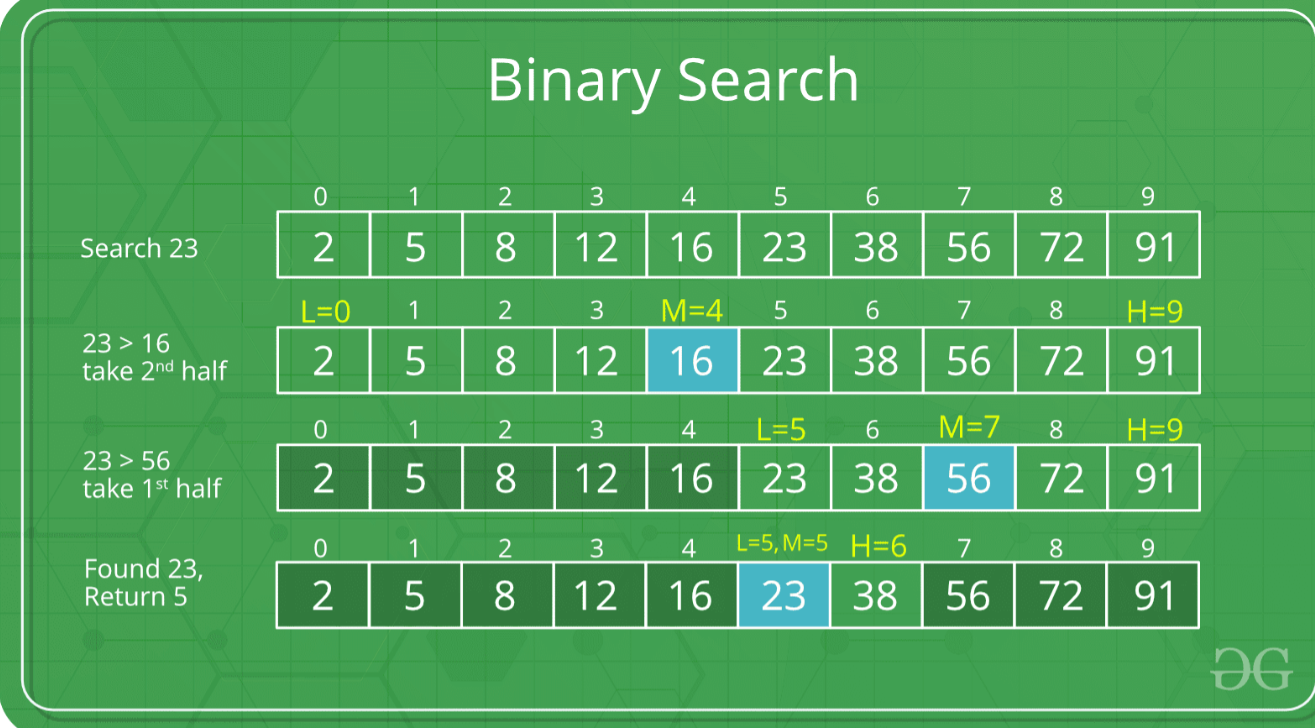 Binary Search
0 1 2 3 4 5 6 7 8 9
Search 23
2 5 8 12 16 23 38 56 72 91
L=0 1 2 3 M=4 5 6 7 8 H=9
23 > 16
take 2nd half
2 5 8 12 16 23 38 56 72 91
0 1 2 3 4 L=5 6 M=7 8 H=9
23 > 56
take 1st half
2 5 8 12 16 23 38 56 72 91
0 1 2 3 4 L=5, M=5 H=6 7 8 9
Found 23,
Return 5
2 5 8 12 16 23 38 56 72 91